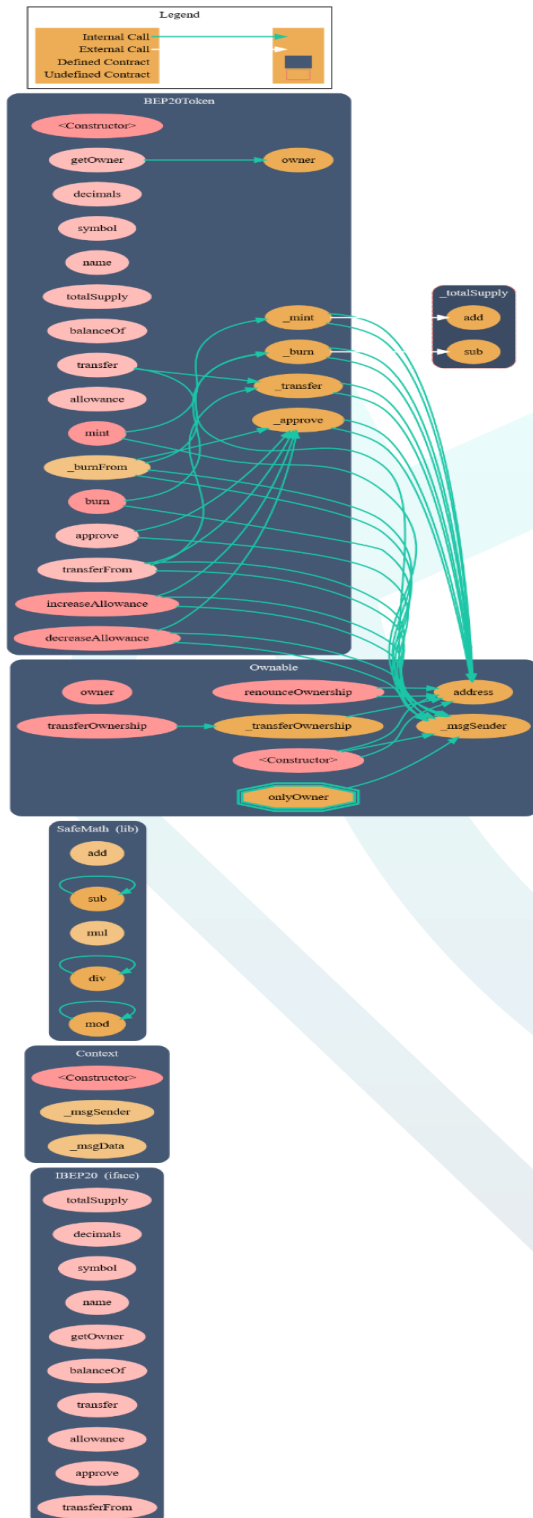 Legend
Internal Call
External Call
Defined Contract
Undefined Contract
BEP20Token
<Constructor>
getOwner
owner
decimals
symbol
name
totalSupply
balanceOf
transfer
allowance
mint
_burnFrom
burn
approve
transferFrom
increaseAllowance
decreaseAllowance
_mint
_burn
_transfer
_approve
_totalSupply
add
sub
Ownable
owner
renounceOwnership
address
transferOwnership
_transferOwnership
_msgSender
<Constructor>
onlyOwner
SafeMath (lib)
add
sub
mul
div
mod
Context
<Constructor>
_msgSender
_msgData
IBEP20 (iface)
totalSupply
decimals
symbol
name
getOwner
balanceOf
transfer
allowance
approve
transferFrom